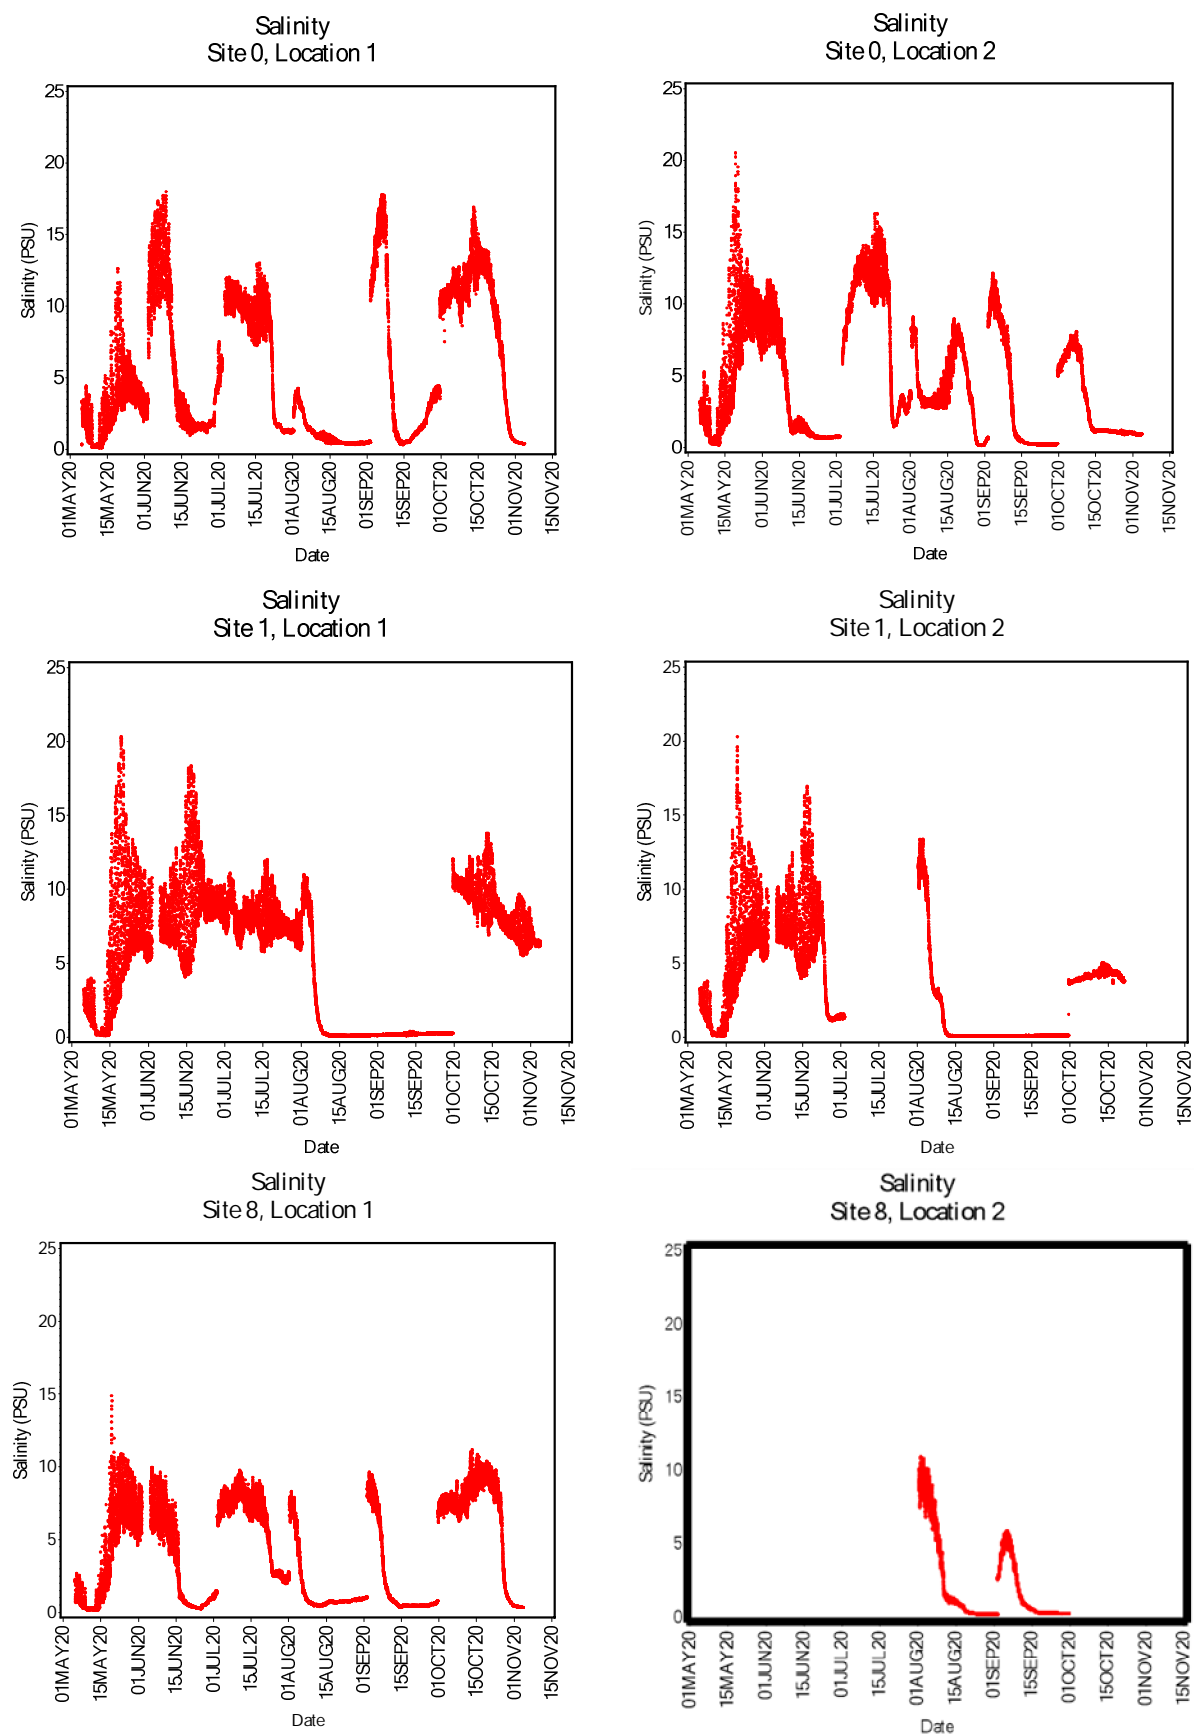 Salinity
Site 0, Location 1
25
20
15
10
5
0
Salinity (PSU)
01MAY20
15MAY20
01JUN20
15JUN20
01JUL20
15JUL20
01AUG20
15AUG20
01SEP20
15SEP20
01OCT20
15OCT20
01NOV20
15NOV20
Date
Salinity
Site 0, Location 2
25
20
15
10
5
0
Salinity (PSU)
01MAY20
15MAY20
01JUN20
15JUN20
01JUL20
15JUL20
01AUG20
15AUG20
01SEP20
15SEP20
01OCT20
15OCT20
01NOV20
15NOV20
Date
Salinity
Site 1, Location 1
25
20
15
10
5
0
Salinity (PSU)
01MAY20
15MAY20
01JUN20
15JUN20
01JUL20
15JUL20
01AUG20
15AUG20
01SEP20
15SEP20
01OCT20
15OCT20
01NOV20
15NOV20
Date
Salinity
Site 1, Location 2
25
20
15
10
5
0
Salinity (PSU)
01MAY20
15MAY20
01JUN20
15JUN20
01JUL20
15JUL20
01AUG20
15AUG20
01SEP20
15SEP20
01OCT20
15OCT20
01NOV20
15NOV20
Date
Salinity
Site 8, Location 1
25
20
15
10
5
0
Salinity (PSU)
01MAY20
15MAY20
01JUN20
15JUN20
01JUL20
15JUL20
01AUG20
15AUG20
01SEP20
15SEP20
01OCT20
15OCT20
01NOV20
15NOV20
Date
Salinity
Site 8, Location 2
25
20
15
10
5
0
Salinity (PSU)
01MAY20
15MAY20
01JUN20
15JUN20
01JUL20
15JUL20
01AUG20
15AUG20
01SEP20
15SEP20
01OCT20
15OCT20
01NOV20
15NOV20
Date